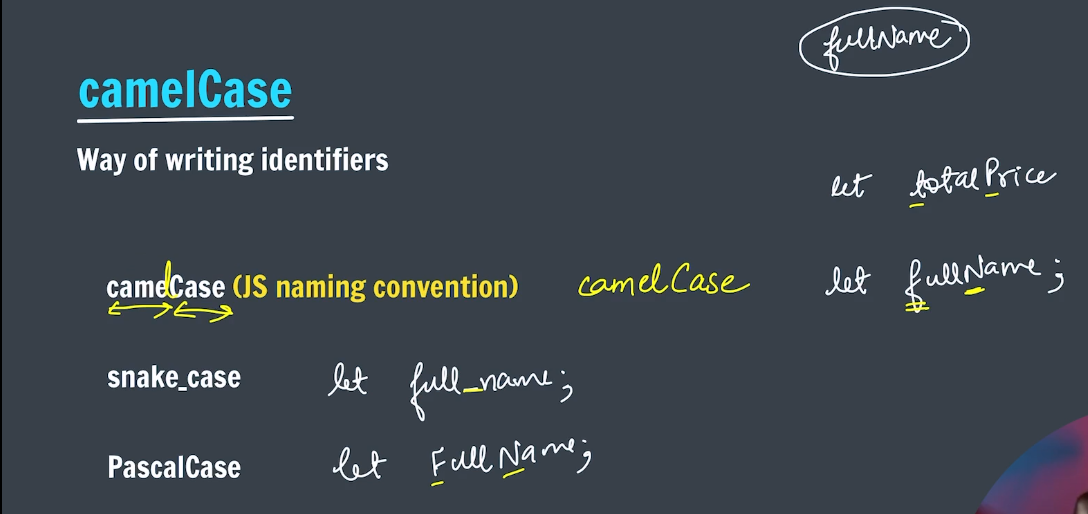 fullName
camelCase
Way of writing identifiers
let totalPrice
camelCase (JS naming convention) camelCase let fullName;
snake_case let full_name;
PascalCase let FullName;